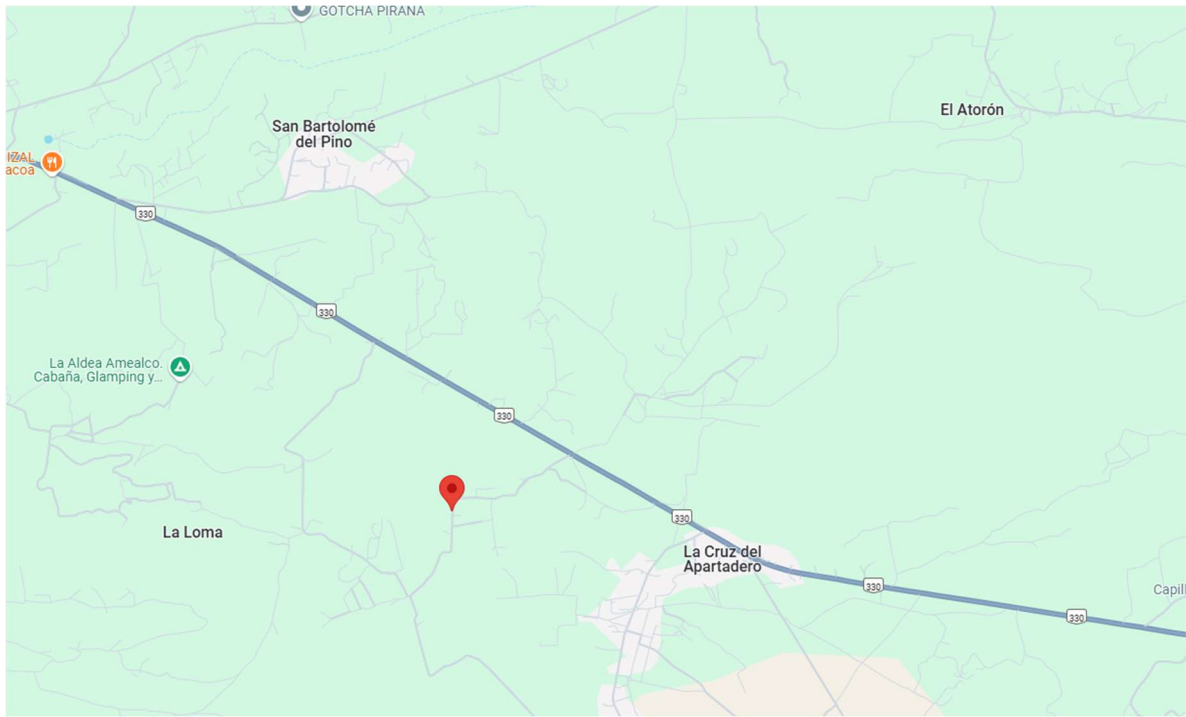 GOTCHA PIRANA
El Atorón
San Bartolomé
del Pino
IZAL
acoa
330
330
La Aldea Amealco.
Cabaña, Glamping y...
330
330
La Loma
La Cruz del
Apartadero
330
Capill
330